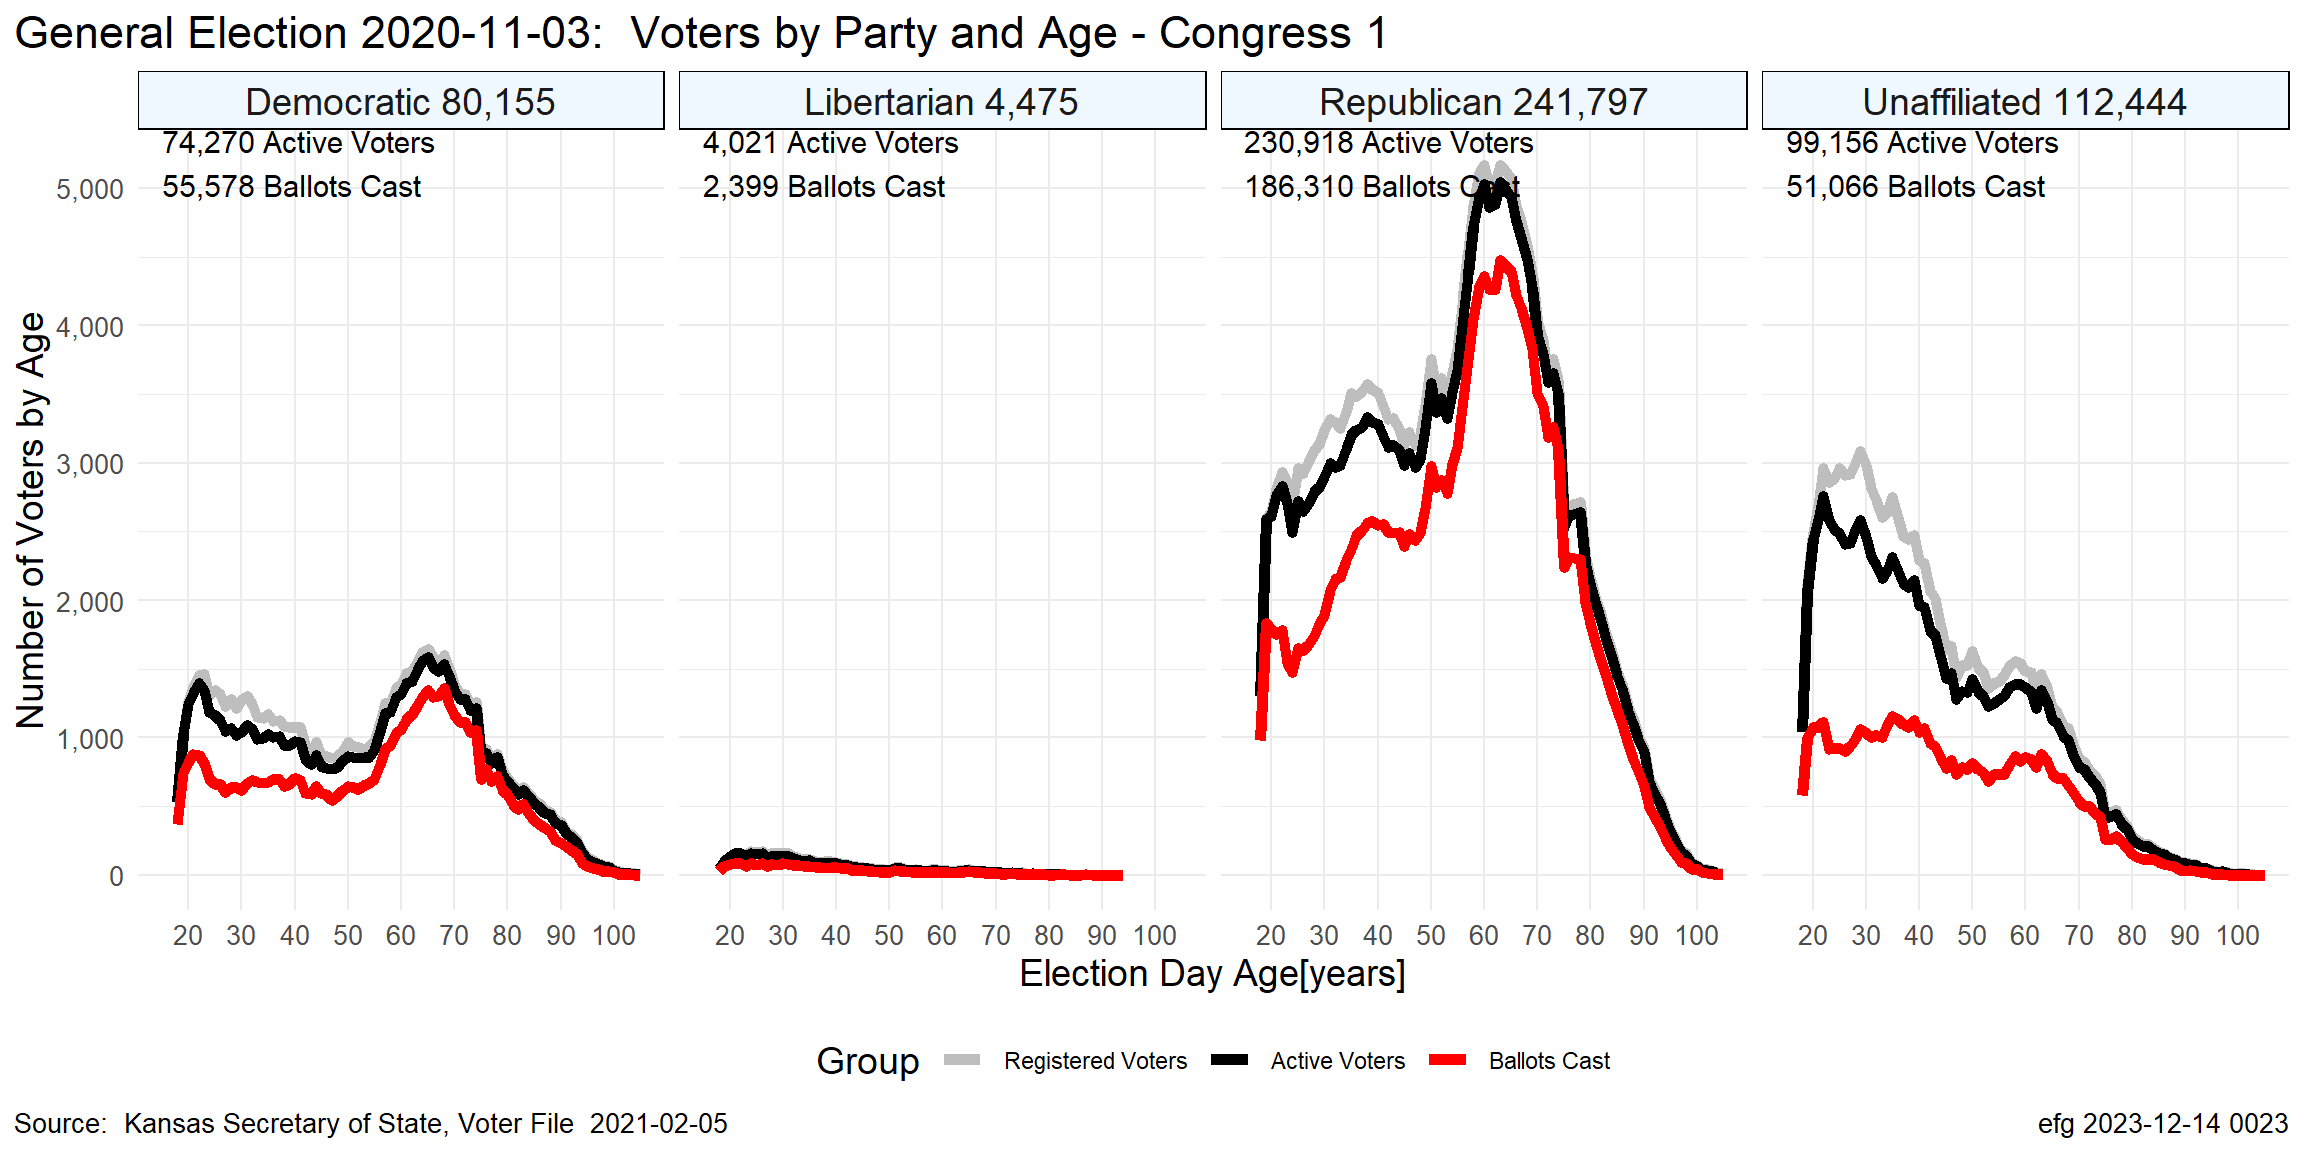 General Election 2020-11-03:  Voters by Party and Age - Congress 1
Democratic 80,155
Libertarian 4,475
Republican 241,797
Unaffiliated 112,444
74,270 Active Voters
55,578 Ballots Cast
4,021 Active Voters
2,399 Ballots Cast
230,918 Active Voters
186,310 Ballots Cast
99,156 Active Voters
51,066 Ballots Cast
Number of Voters by Age
5,000
4,000
3,000
2,000
1,000
0
20 30 40 50 60 70 80 90 100
20 30 40 50 60 70 80 90 100
20 30 40 50 60 70 80 90 100
20 30 40 50 60 70 80 90 100
Election Day Age[years]
Group Registered Voters Active Voters Ballots Cast
Source:  Kansas Secretary of State, Voter File  2021-02-05
efg 2023-12-14 0023